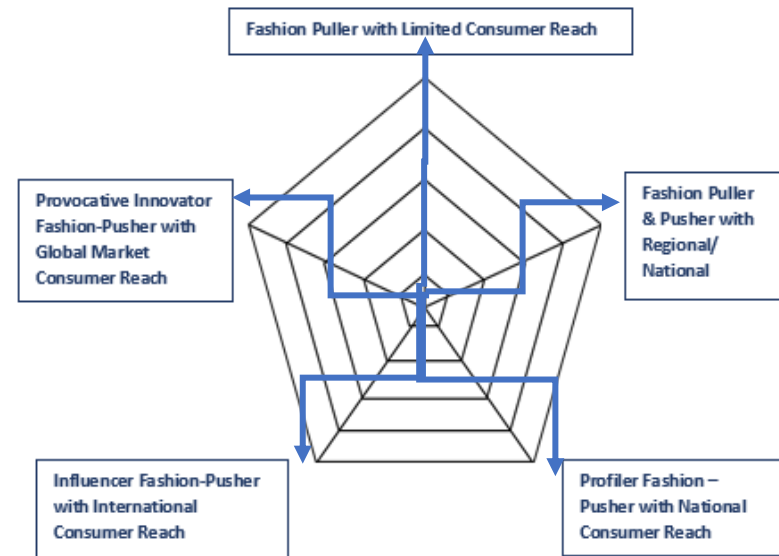 Fashion Puller with Limited Consumer Reach
Provocative Innovator
Fashion-Pusher with
Global Market
Consumer Reach
Fashion Puller
& Pusher with
Regional/
National
Influencer Fashion-Pusher
with International
Consumer Reach
Profiler Fashion –
Pusher with National
Consumer Reach